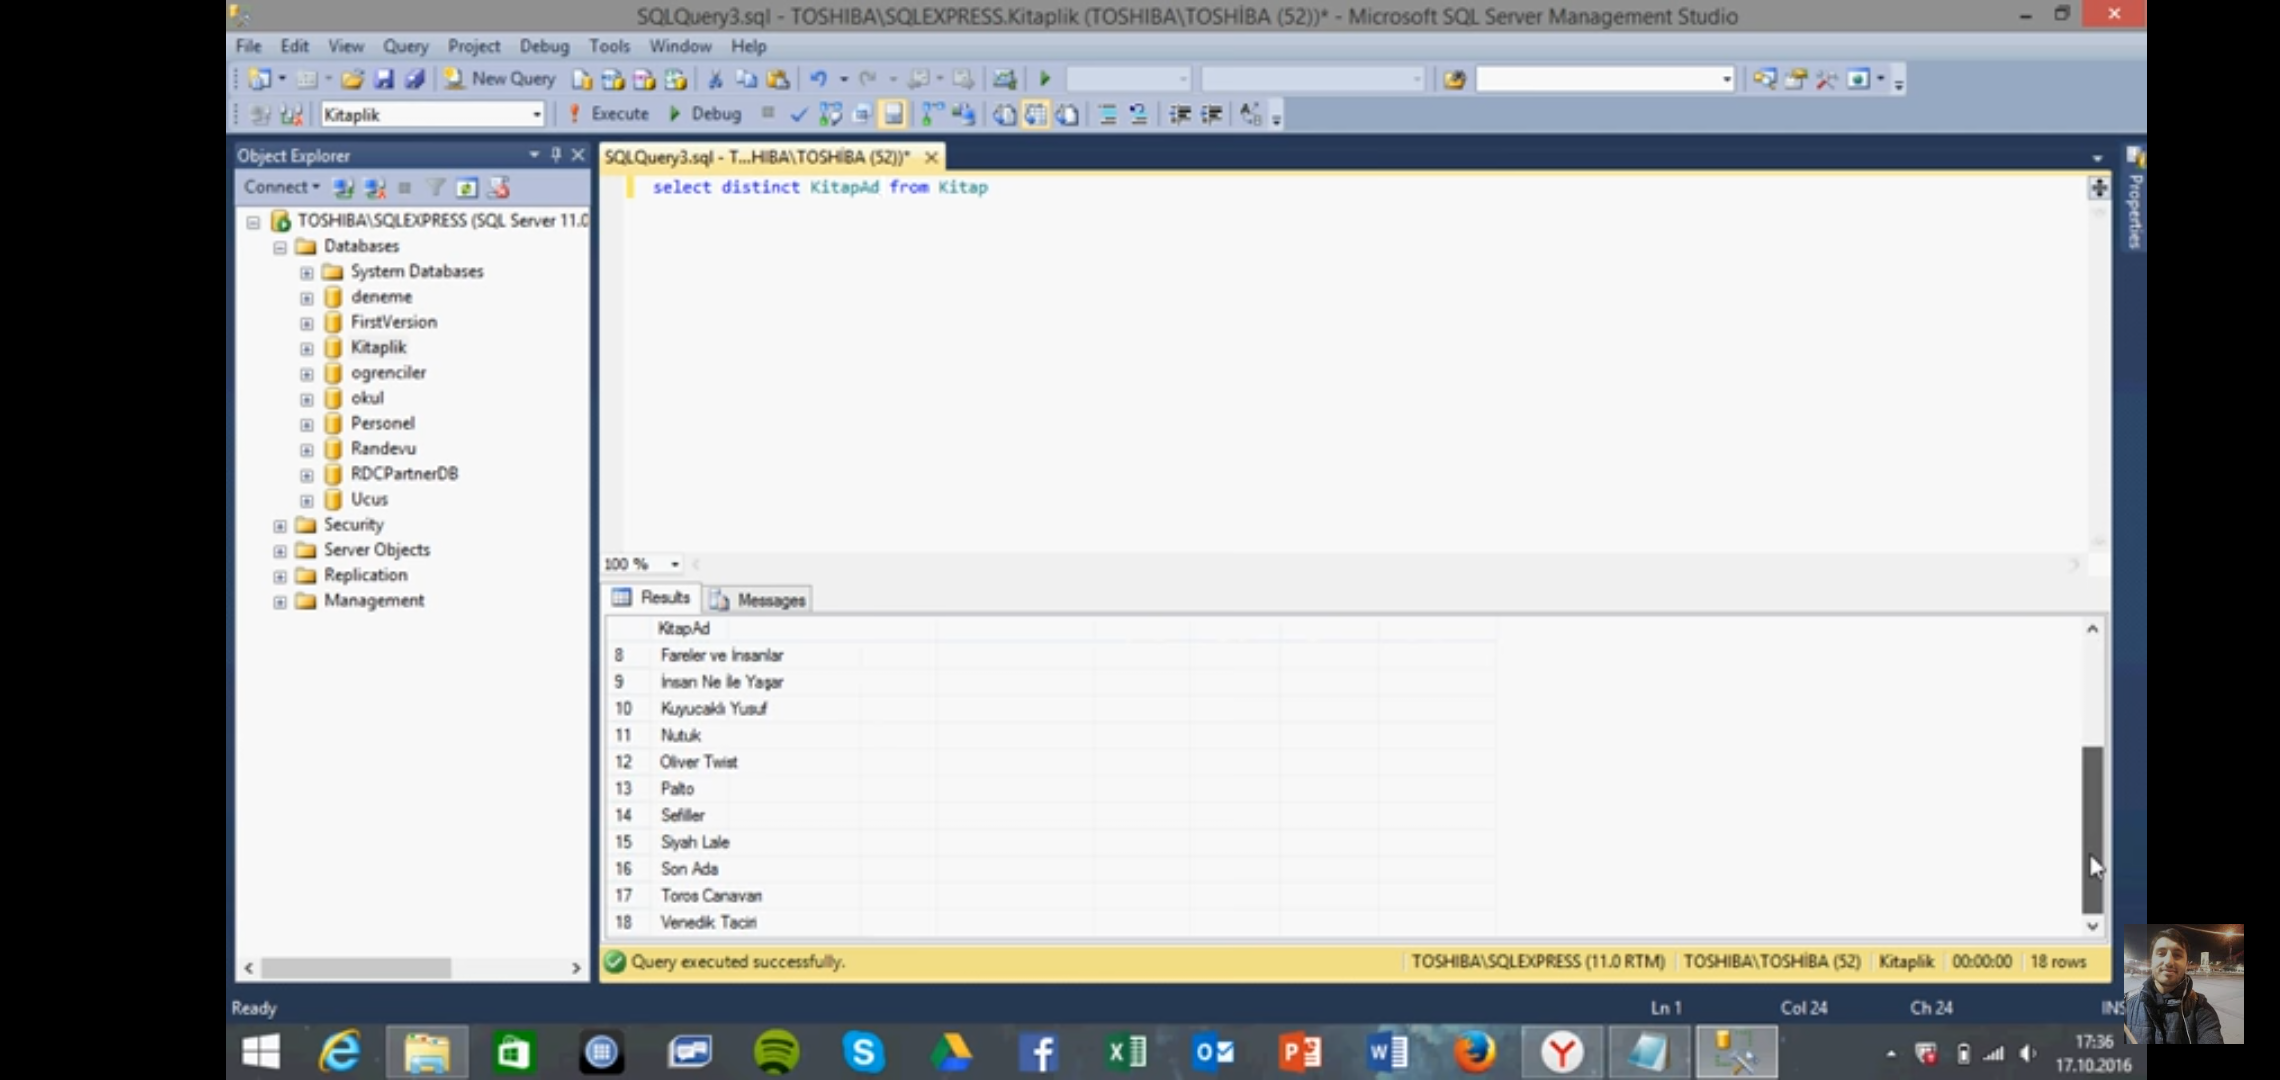 SQLQuery3.sql - TOSHIBA\SQLEXPRESS.Kitaplik (TOSHIBA\TOSHİBA (52))* - Microsoft SQL Server Management Studio
File Edit View Query Project Debug Tools Window Help
New Query
Kitaplik Execute Debug
Object Explorer
SQLQuery3.sql - T...HIBA\TOSHİBA (52))*
Connect
select distinct KitapAd from Kitap
Properties
TOSHIBA\SQLEXPRESS (SQL Server 11.0
Databases
System Databases
deneme
FirstVersion
Kitaplik
ogrenciler
okul
Personel
Randevu
RDCPartnerDB
Ucus
Security
Server Objects
Replication
Management
100 %
Results Messages
KitapAd
8 Fareler ve İnsanlar
9 İnsan Ne İle Yaşar
10 Kuyucaklı Yusuf
11 Nutuk
12 Oliver Twist
13 Palto
14 Sefiller
15 Siyah Lale
16 Son Ada
17 Toros Canavarı
18 Venedik Taciri
Query executed successfully. TOSHIBA\SQLEXPRESS (11.0 RTM) TOSHIBA\TOSHİBA (52) Kitaplik 00:00:00 18 rows
Ready Ln 1 Col 24 Ch 24 INS
17:36
17.10.2016